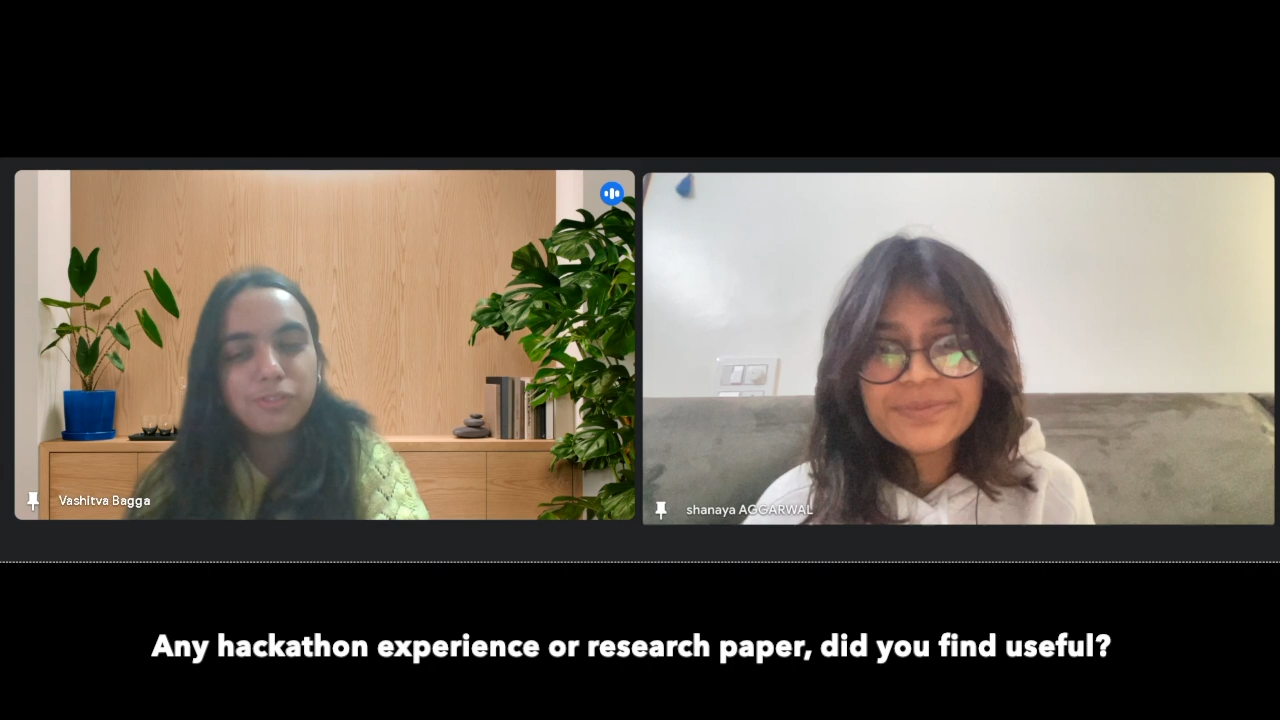 Vashitva Bagga
shanaya AGGARWAL
Any hackathon experience or research paper, did you find useful?